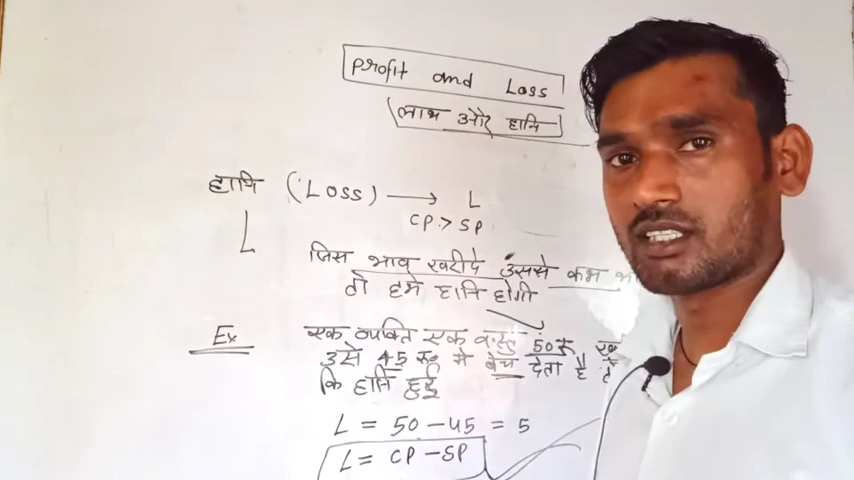 Profit and Loss
लाभ और हानि
हानि (Loss) → L
L CP > SP
जिस भाव खरीदे उससे कम
तो हमे हानि होगी
Ex एक व्यक्ति एक वस्तु 50 रू
उसे 45 रू मे बेच देता है
कि हानि हुई
L = 50 - 45 = 5
L = CP - SP